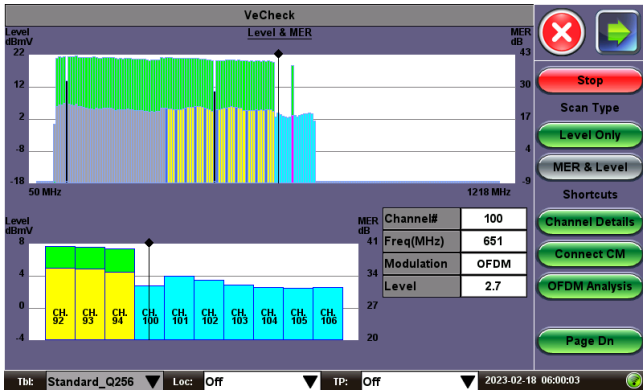 VeCheck
Level
dBmV
Level & MER
MER
dB
22
43
12
30
2
17
-8
4
-18
-9
50 MHz
1218 MHz
Level
dBmV
MER
dB
8
41
4
34
0
27
-4
20
CH.
92
CH.
93
CH.
94
CH.
100
CH.
101
CH.
102
CH.
103
CH.
104
CH.
105
CH.
106
Channel# 100
Freq(MHz) 651
Modulation OFDM
Level 2.7
Stop
Scan Type
Level Only
MER & Level
Shortcuts
Channel Details
Connect CM
OFDM Analysis
Page Dn
Tbl: Standard_Q256 Loc: Off TP: Off 2023-02-18 06:00:03